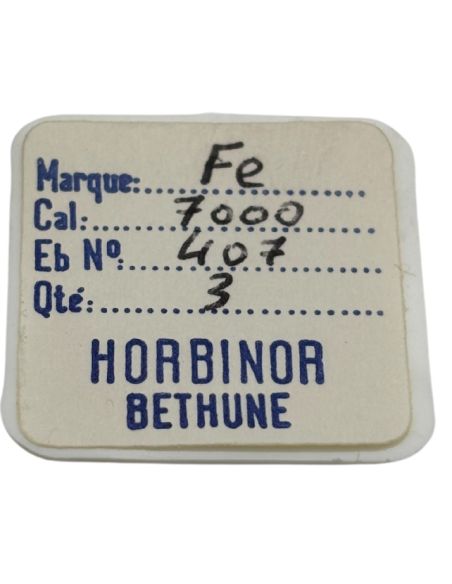 Marque: Fe
Cal: 7000
Eb Nº 407
Qté: 3
HORBINOR
BETHUNE